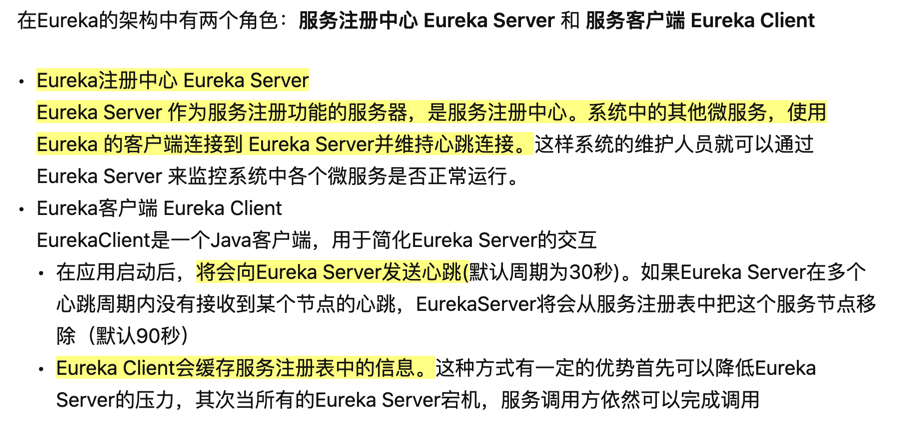 在Eureka的架构中有两个角色：服务注册中心 Eureka Server 和 服务客户端 Eureka Client
• Eureka注册中心 Eureka Server
Eureka Server 作为服务注册功能的服务器，是服务注册中心。系统中的其他微服务，使用
Eureka 的客户端连接到 Eureka Server并维持心跳连接。这样系统的维护人员就可以通过
Eureka Server 来监控系统中各个微服务是否正常运行。
• Eureka客户端 Eureka Client
EurekaClient是一个Java客户端，用于简化Eureka Server的交互
• 在应用启动后，将会向Eureka Server发送心跳(默认周期为30秒)。如果Eureka Server在多个
心跳周期内没有接收到某个节点的心跳，EurekaServer将会从服务注册表中把这个服务节点移
除（默认90秒）
• Eureka Client会缓存服务注册表中的信息。这种方式有一定的优势首先可以降低Eureka
Server的压力，其次当所有的Eureka Server宕机，服务调用方依然可以完成调用